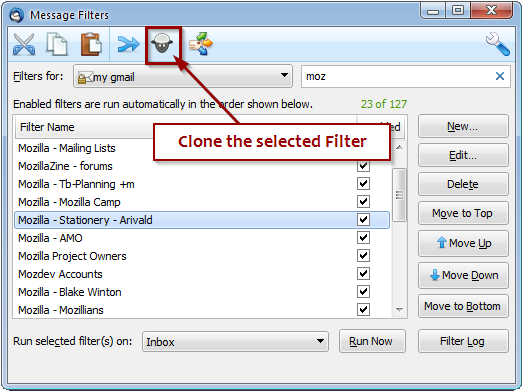 Message Filters
Filters for:
my gmail
moz
Enabled filters are run automatically in the order shown below.
23 of 127
Filter Name
Clone the selected Filter
Mozilla - Mailing Lists
MozillaZine - forums
Mozilla - Tb-Planning +m
Mozilla - Mozilla Camp
Mozilla - Stationery - Arivald
Mozilla - AMO
Mozilla Project Owners
Mozdev Accounts
Mozilla - Blake Winton
Mozilla - Mozillians
New...
Edit...
Delete
Move to Top
Move Up
Move Down
Move to Bottom
Run selected filter(s) on:
Inbox
Run Now
Filter Log